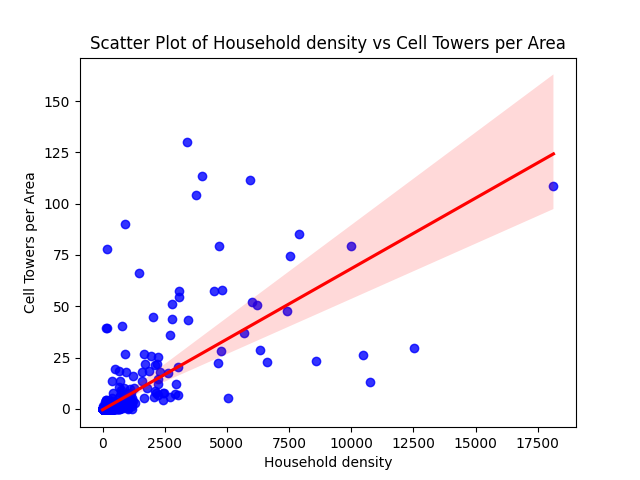 Scatter Plot of Household density vs Cell Towers per Area
Cell Towers per Area
150
125
100
75
50
25
0
0 2500 5000 7500 10000 12500 15000 17500
Household density